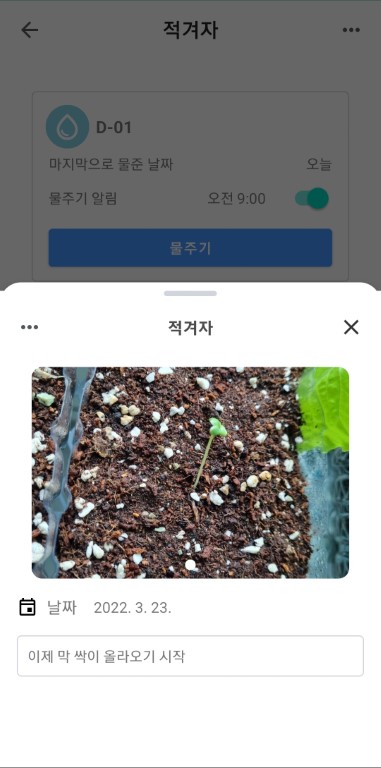 적겨자
D-01
마지막으로 물준 날짜 오늘
물주기 알림 오전 9:00
물주기
적겨자
날짜 2022. 3. 23.
이제 막 싹이 올라오기 시작